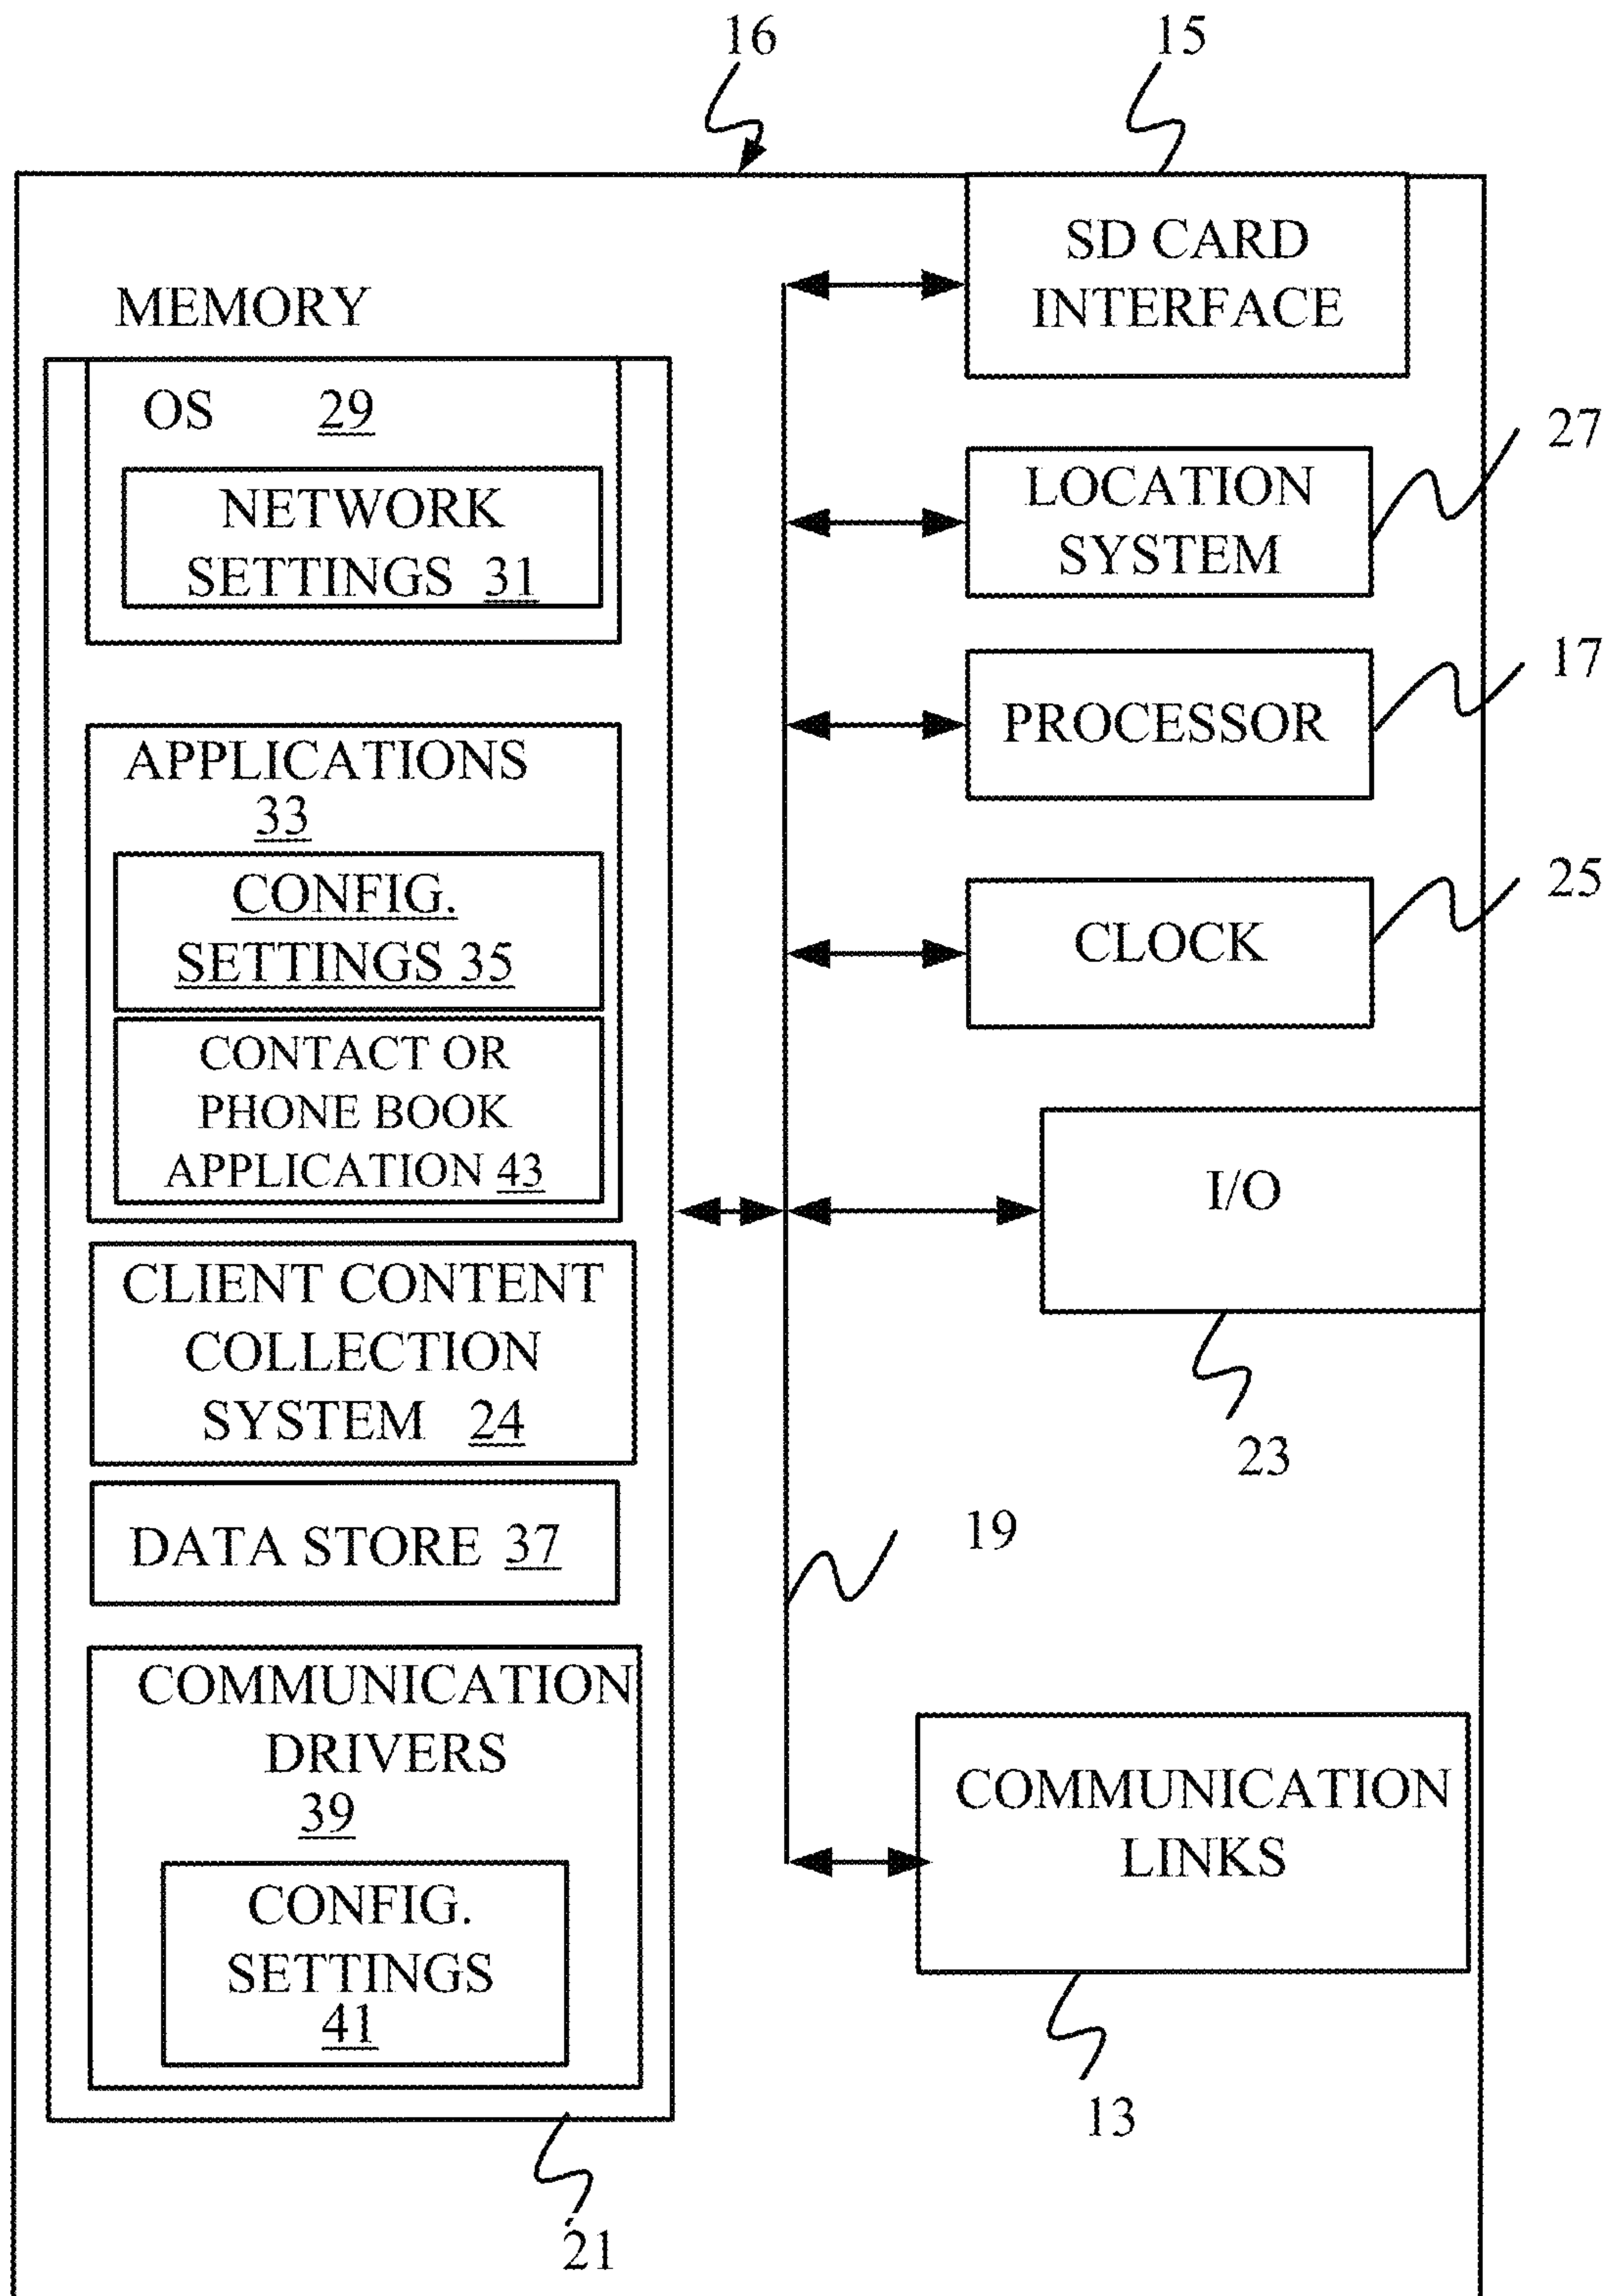 16
15
MEMORY
OS 29
NETWORK
SETTINGS 31
APPLICATIONS
33
CONFIG.
SETTINGS 35
CONTACT OR
PHONE BOOK
APPLICATION 43
CLIENT CONTENT
COLLECTION
SYSTEM 24
DATA STORE 37
COMMUNICATION
DRIVERS
39
CONFIG.
SETTINGS
41
21
SD CARD
INTERFACE
LOCATION
SYSTEM
27
PROCESSOR
17
CLOCK
25
I/O
23
19
COMMUNICATION
LINKS
13